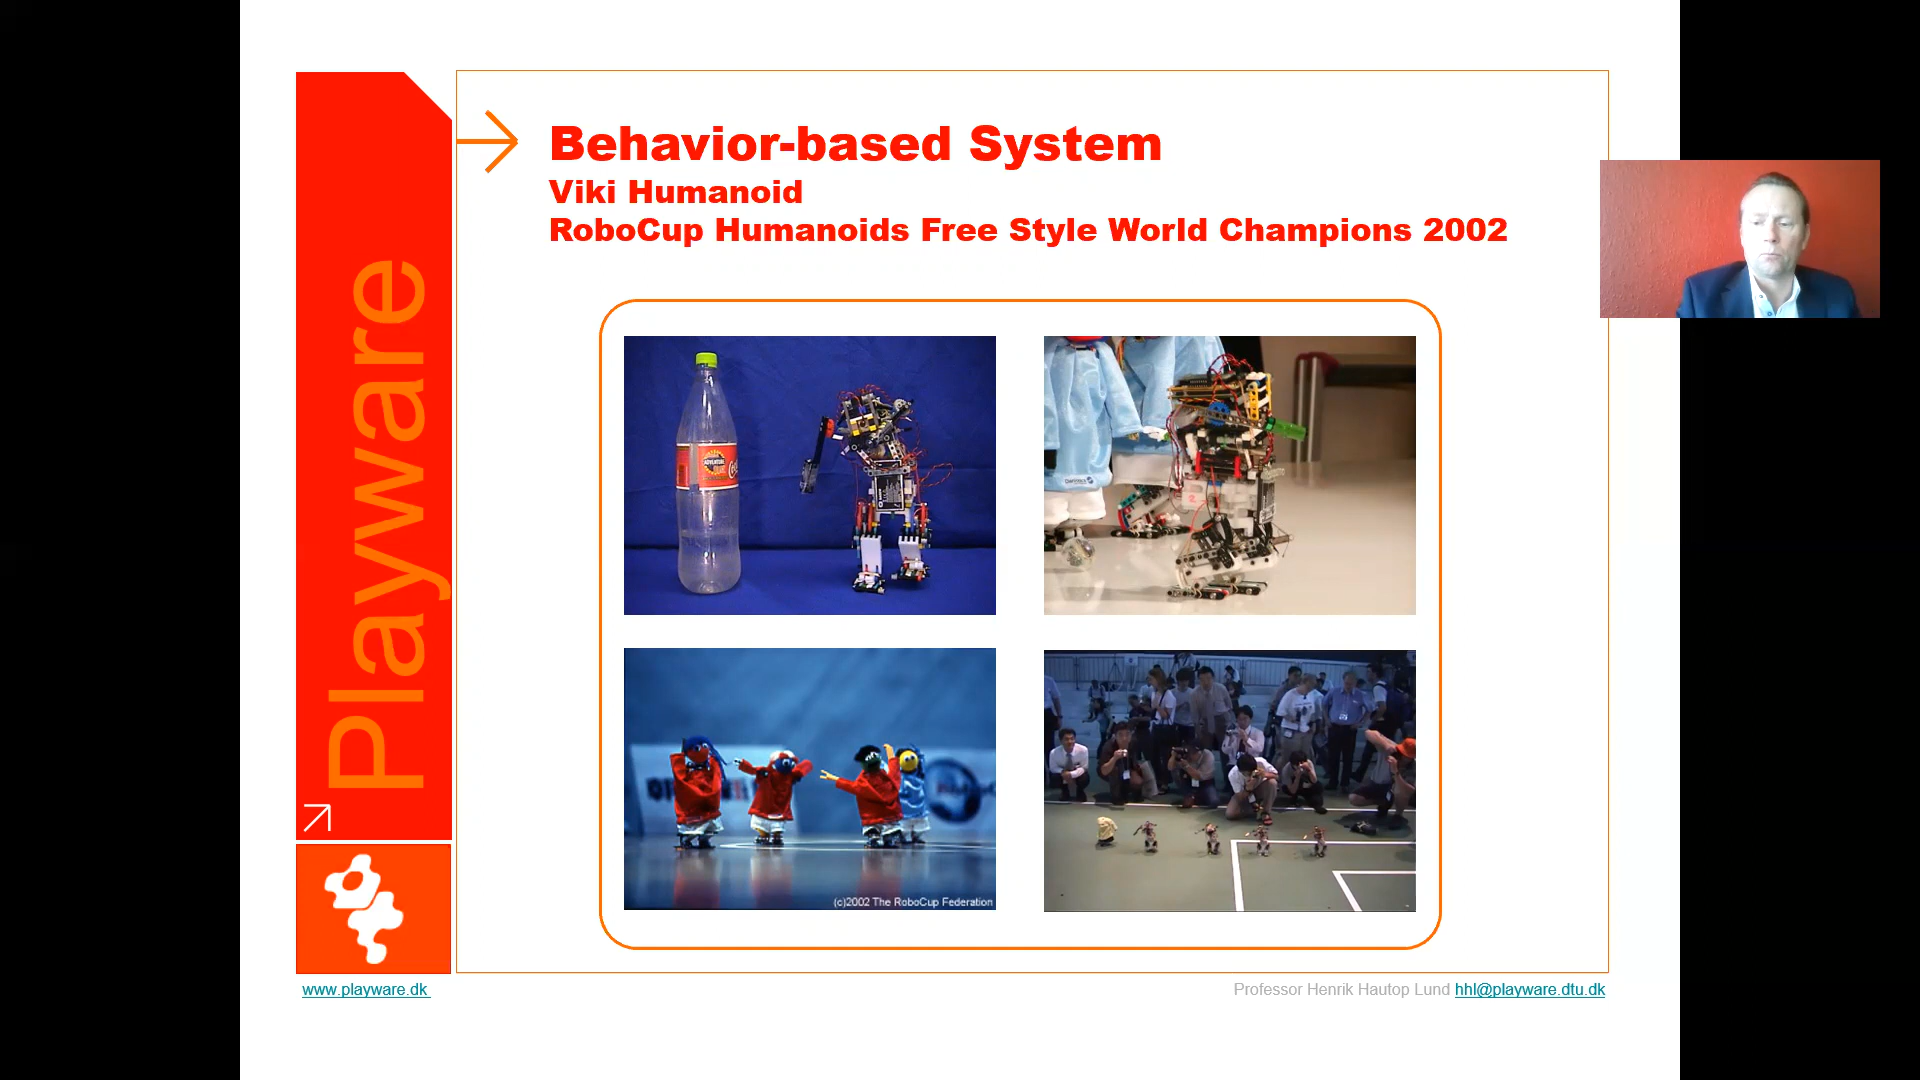 Behavior-based System
Viki Humanoid
RoboCup Humanoids Free Style World Champions 2002
Playware
ADVENTURE
(c)2002 The RoboCup Federation
www.playware.dk
Professor Henrik Hautop Lund hhl@playware.dtu.dk